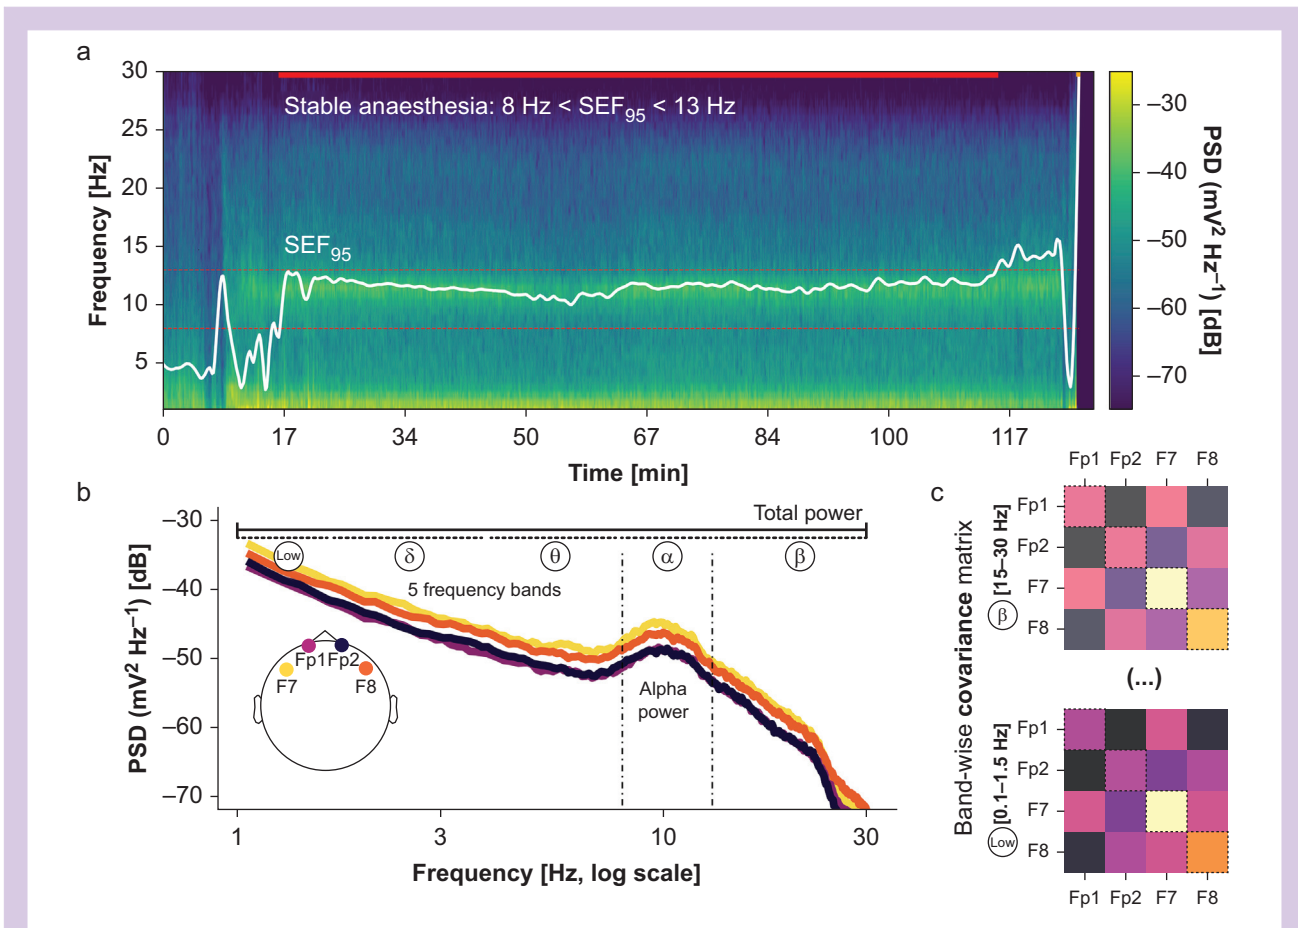 a
30
25
20
15
10
5
Frequency [Hz]
Stable anaesthesia: 8 Hz < SEF₉₅ < 13 Hz
SEF₉₅
0 17 34 50 67 84 100 117
Time [min]
–30
–40
–50
–60
–70
PSD (mV² Hz⁻¹) [dB]
b
–30
–40
–50
–60
–70
PSD (mV² Hz⁻¹) [dB]
Total power
Low δ θ α β
5 frequency bands
Fp1 Fp2
F7 F8
Alpha
power
1 3 10 30
Frequency [Hz, log scale]
c
Band-wise covariance matrix
Fp1 Fp2 F7 F8
Fp1
Fp2
F7
F8
β [15–30 Hz]
(...)
Fp1
Fp2
F7
F8
Low [0.1–1.5 Hz]
Fp1 Fp2 F7 F8